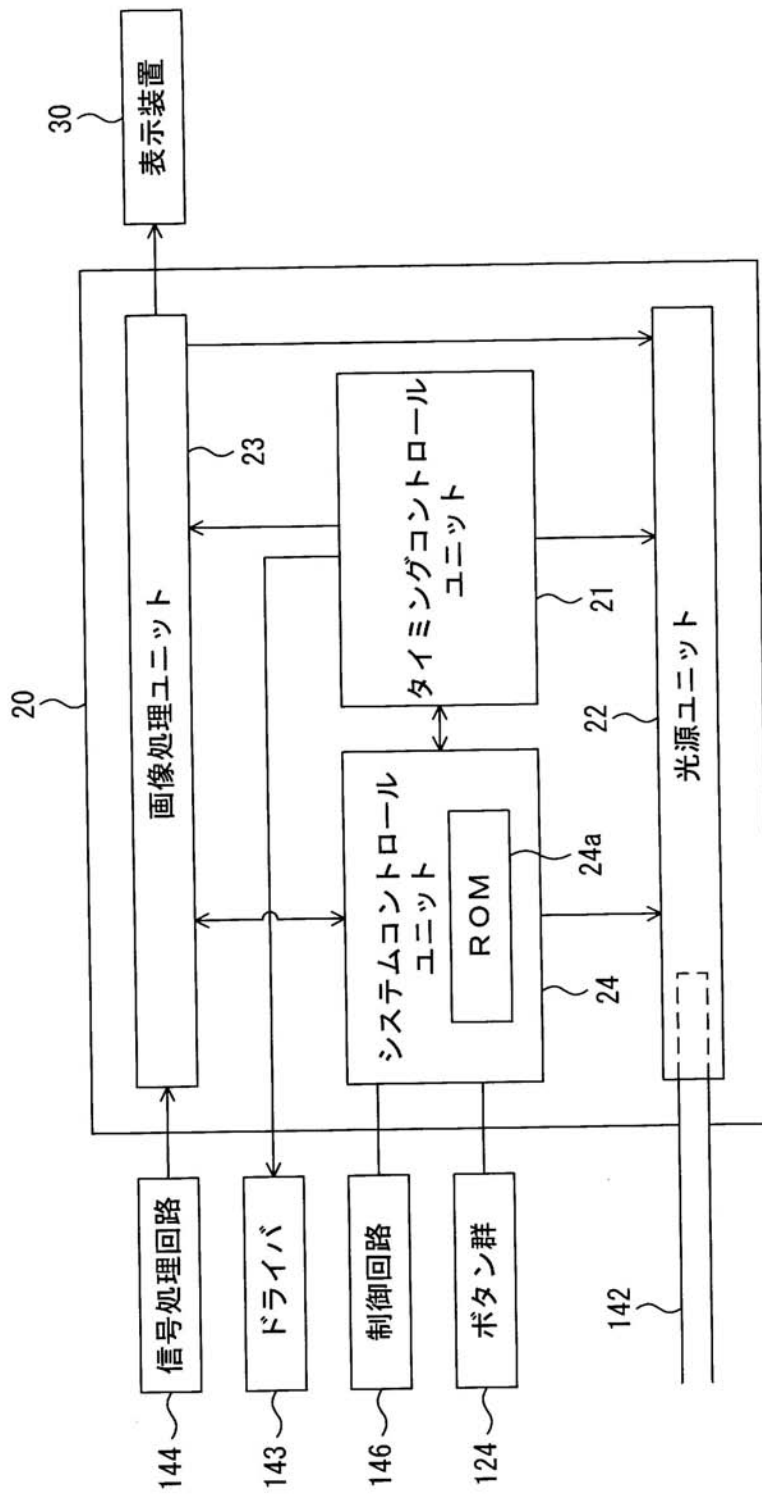 30
表示装置
20
画像処理ユニット
23
タイミングコントロール
ユニット
21
システムコントロール
ユニット
ROM
24a
24
光源ユニット
22
信号処理回路
144
ドライバ
143
制御回路
146
ボタン群
124
142